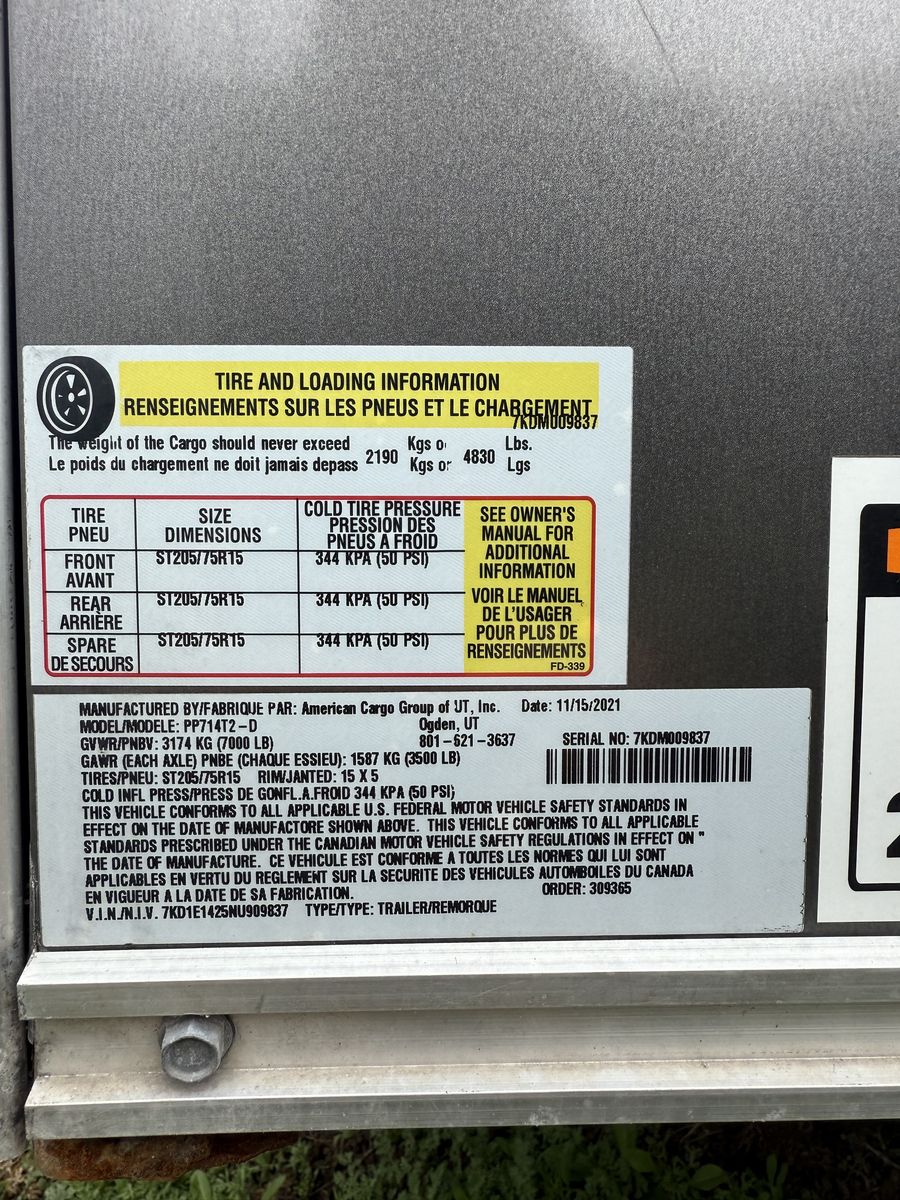 TIRE AND LOADING INFORMATION
RENSEIGNEMENTS SUR LES PNEUS ET LE CHARGEMENT
7KDM009837
The weight of the Cargo should never exceed 2190 Kgs or 4830 Lbs.
Le poids du chargement ne doit jamais depass Kgs or Lgs
TIRE SIZE COLD TIRE PRESSURE
PNEU DIMENSIONS PRESSION DES
PNEUS A FROID
FRONT ST205/75R15 344 KPA (50 PSI)
AVANT
REAR ST205/75R15 344 KPA (50 PSI)
ARRIÈRE
SPARE ST205/75R15 344 KPA (50 PSI)
DE SECOURS
SEE OWNER'S
MANUAL FOR
ADDITIONAL
INFORMATION
VOIR LE MANUEL
DE L'USAGER
POUR PLUS DE
RENSEIGNEMENTS
FD-339
MANUFACTURED BY/FABRIQUE PAR: American Cargo Group of UT, Inc. Date: 11/15/2021
MODEL/MODELE: PP714T2-D Ogden, UT
GVWR/PNBV: 3174 KG (7000 LB) 801-621-3637 SERIAL NO: 7KDM009837
GAWR (EACH AXLE) PNBE (CHAQUE ESSIEU): 1587 KG (3500 LB)
TIRES/PNEU: ST205/75R15 RIM/JANTED: 15 X 5
COLD INFL PRESS/PRESS DE GONFL.A.FROID 344 KPA (50 PSI)
THIS VEHICLE CONFORMS TO ALL APPLICABLE U.S. FEDERAL MOTOR VEHICLE SAFETY STANDARDS IN
EFFECT ON THE DATE OF MANUFACTORE SHOWN ABOVE. THIS VEHICLE CONFORMS TO ALL APPLICABLE
STANDARDS PRESCRIBED UNDER THE CANADIAN MOTOR VEHICLE SAFETY REGULATIONS IN EFFECT ON "
THE DATE OF MANUFACTURE. CE VEHICULE EST CONFORME A TOUTES LES NORMES QUI LUI SONT
APPLICABLES EN VERTU DU REGLEMENT SUR LA SECURITE DES VEHICULES AUTOMBOILES DU CANADA
EN VIGUEUR A LA DATE DE SA FABRICATION. ORDER: 309365
V.I.N./N.I.V. 7KD1E1425NU909837 TYPE/TYPE: TRAILER/REMORQUE